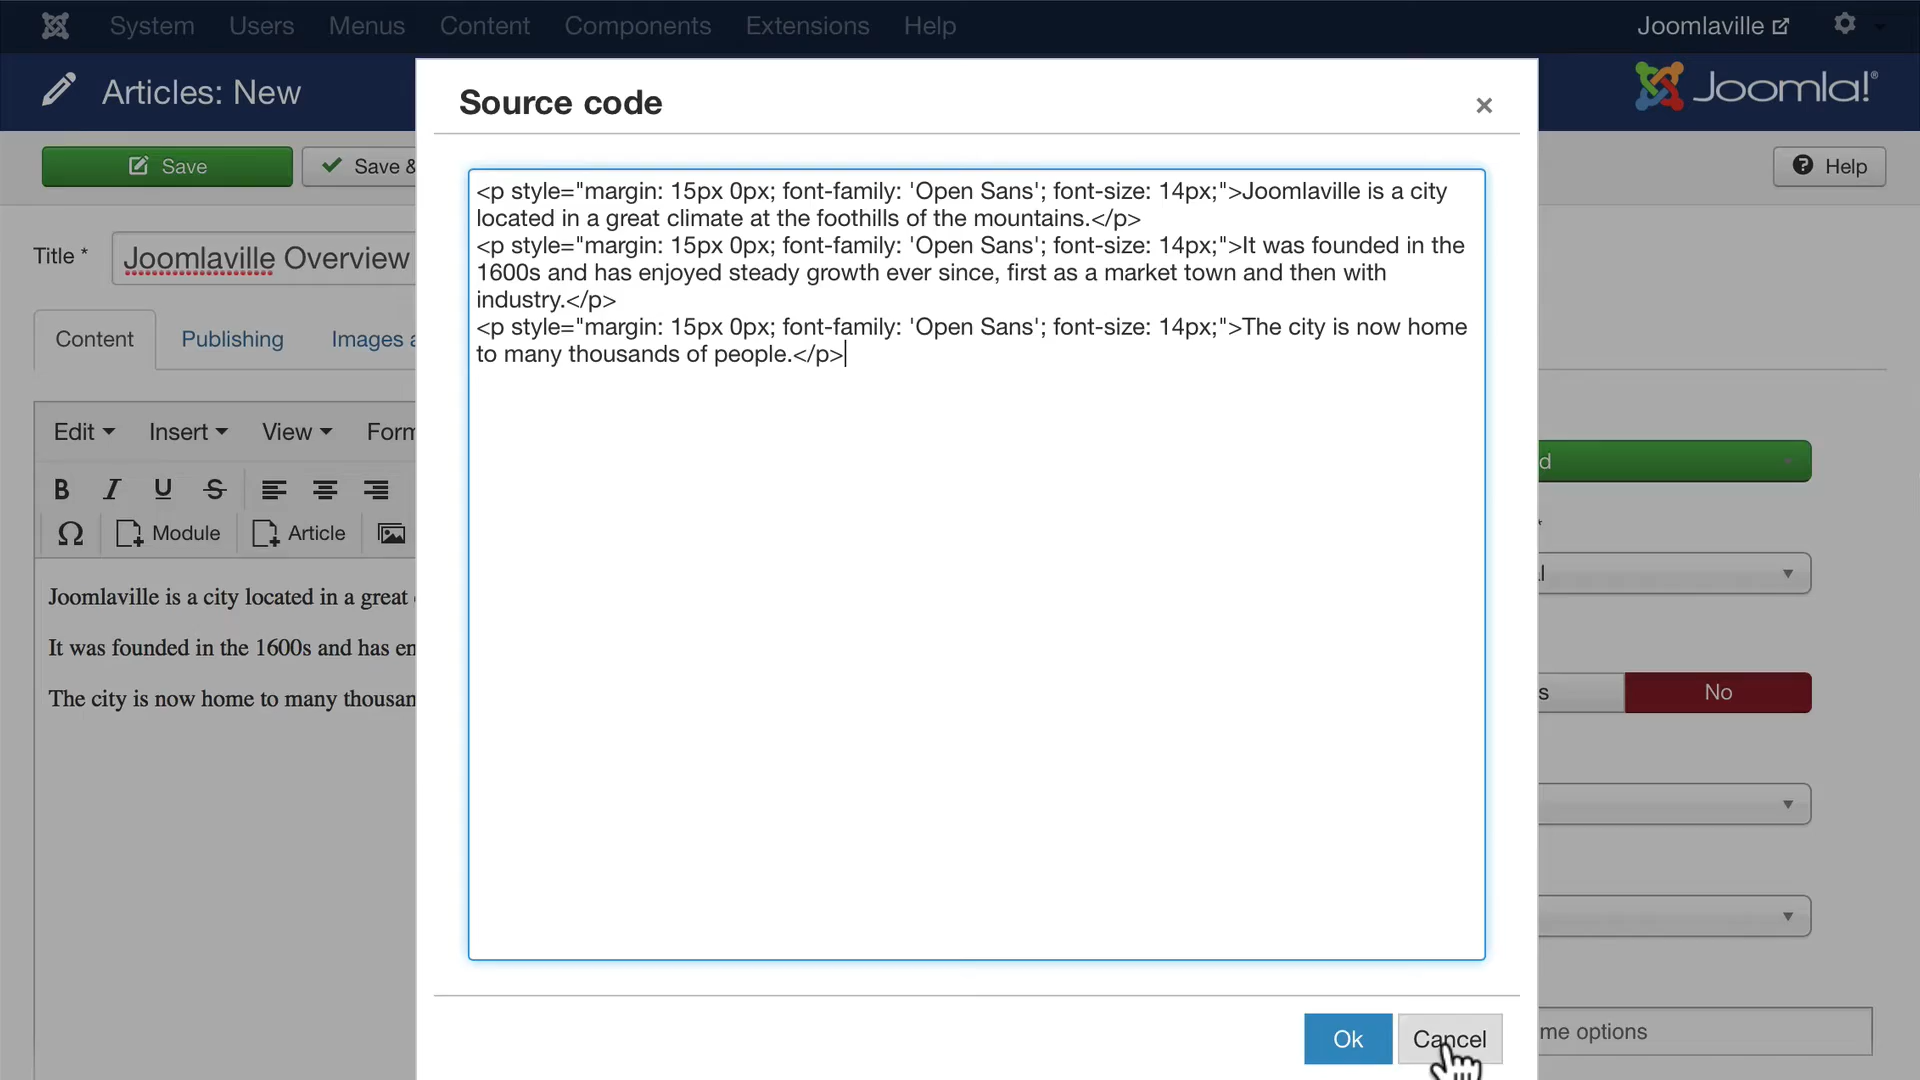 System Users Menus Content Components Extensions Help Joomlaville
Articles: New
Joomla!®
Save
Save &
Help
Title *
Joomlaville Overview
Content Publishing Images a
Edit Insert View Form
B I U S
Ω Module Article
Joomlaville is a city located in a great
It was founded in the 1600s and has en
The city is now home to many thousan
Source code
×
<p style="margin: 15px 0px; font-family: 'Open Sans'; font-size: 14px;">Joomlaville is a city
located in a great climate at the foothills of the mountains.</p>
<p style="margin: 15px 0px; font-family: 'Open Sans'; font-size: 14px;">It was founded in the
1600s and has enjoyed steady growth ever since, first as a market town and then with
industry.</p>
<p style="margin: 15px 0px; font-family: 'Open Sans'; font-size: 14px;">The city is now home
to many thousands of people.</p>
Ok Cancel
d
*
l
s No
me options